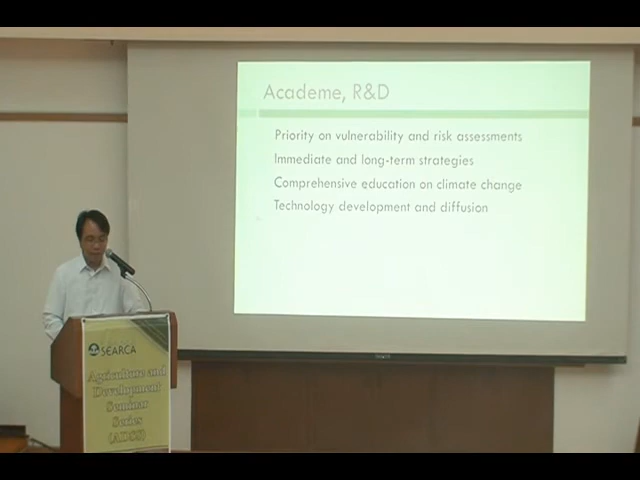 Academe, R&D
Priority on vulnerability and risk assessments
Immediate and long-term strategies
Comprehensive education on climate change
Technology development and diffusion
SEARCA
Agriculture and
Development
Seminar
Series
(ADSS)